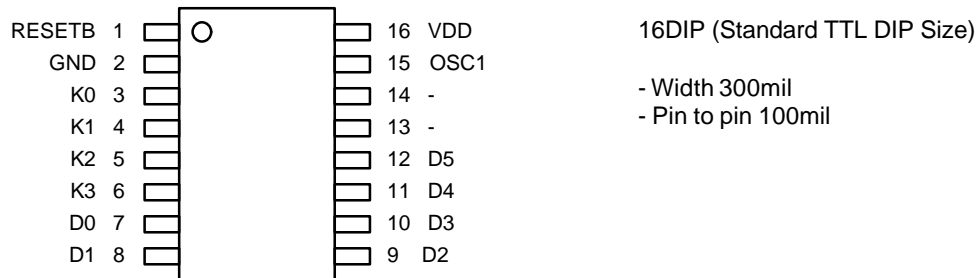 RESETB 1 16 VDD 16DIP (Standard TTL DIP Size)
GND 2 15 OSC1
K0 3 14 - - Width 300mil
K1 4 13 - - Pin to pin 100mil
K2 5 12 D5
K3 6 11 D4
D0 7 10 D3
D1 8 9 D2